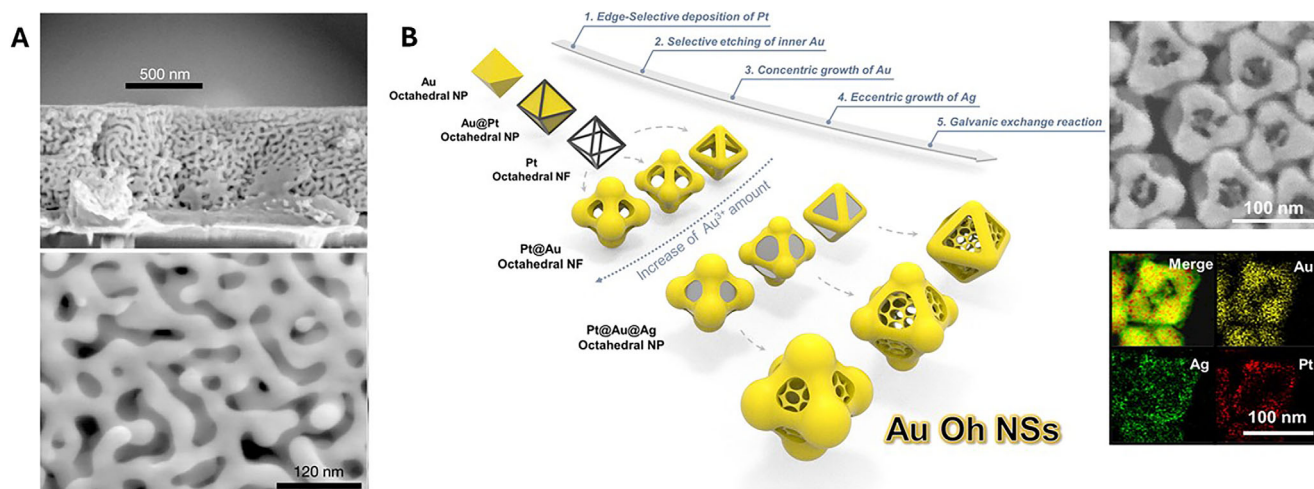 A
500 nm
120 nm
B
1. Edge-Selective deposition of Pt
2. Selective etching of inner Au
3. Concentric growth of Au
4. Eccentric growth of Ag
5. Galvanic exchange reaction
Au
Octahedral NP
Au@Pt
Octahedral NP
Pt
Octahedral NF
Pt@Au
Octahedral NF
Increase of Au³⁺ amount
Pt@Au@Ag
Octahedral NP
Au Oh NSs
100 nm
Merge
Au
Ag
Pt
100 nm